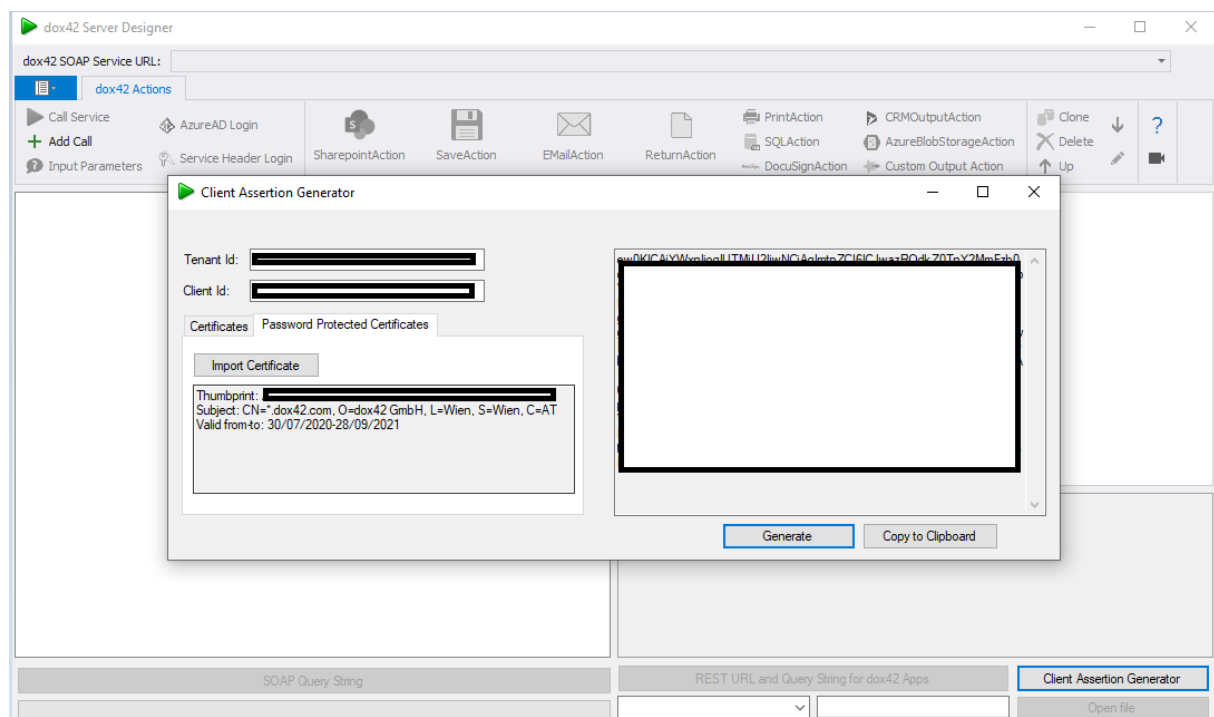 dox42 Server Designer
dox42 SOAP Service URL:
dox42 Actions
Call Service
Add Call
Input Parameters
AzureAD Login
Service Header Login
SharepointAction
SaveAction
EMailAction
ReturnAction
PrintAction
SQLAction
DocuSignAction
CRMOutputAction
AzureBlobStorageAction
Custom Output Action
Clone
Delete
Up
?
Client Assertion Generator
Tenant Id:
Client Id:
Certificates Password Protected Certificates
Import Certificate
Thumbprint:
Subject: CN=*.dox42.com, O=dox42 GmbH, L=Wien, S=Wien, C=AT
Valid from-to: 30/07/2020-28/09/2021
Generate Copy to Clipboard
SOAP Query String
REST URL and Query String for dox42 Apps
Client Assertion Generator
Open file